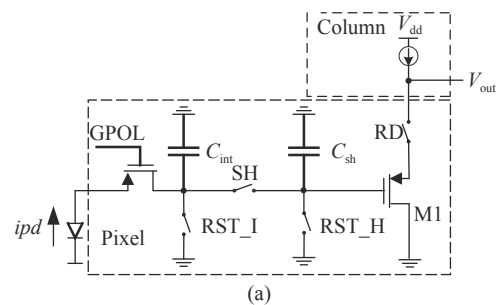 Column
Vdd
Vout
GPOL
Cint
SH
Csh
RD
ipd
Pixel
RST_I
RST_H
M1
(a)